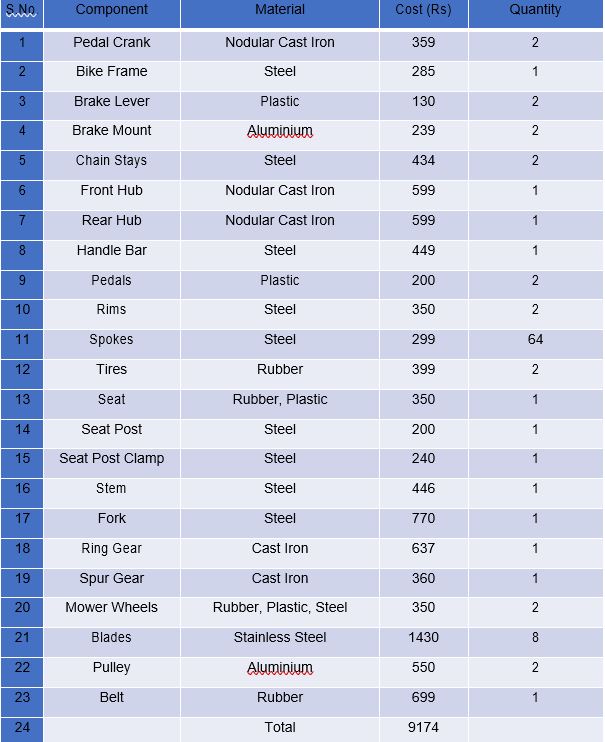 S.No. Component Material Cost (Rs) Quantity
1 Pedal Crank Nodular Cast Iron 359 2
2 Bike Frame Steel 285 1
3 Brake Lever Plastic 130 2
4 Brake Mount Aluminium 239 2
5 Chain Stays Steel 434 2
6 Front Hub Nodular Cast Iron 599 1
7 Rear Hub Nodular Cast Iron 599 1
8 Handle Bar Steel 449 1
9 Pedals Plastic 200 2
10 Rims Steel 350 2
11 Spokes Steel 299 64
12 Tires Rubber 399 2
13 Seat Rubber, Plastic 350 1
14 Seat Post Steel 200 1
15 Seat Post Clamp Steel 240 1
16 Stem Steel 446 1
17 Fork Steel 770 1
18 Ring Gear Cast Iron 637 1
19 Spur Gear Cast Iron 360 1
20 Mower Wheels Rubber, Plastic, Steel 350 2
21 Blades Stainless Steel 1430 8
22 Pulley Aluminium 550 2
23 Belt Rubber 699 1
24 Total 9174